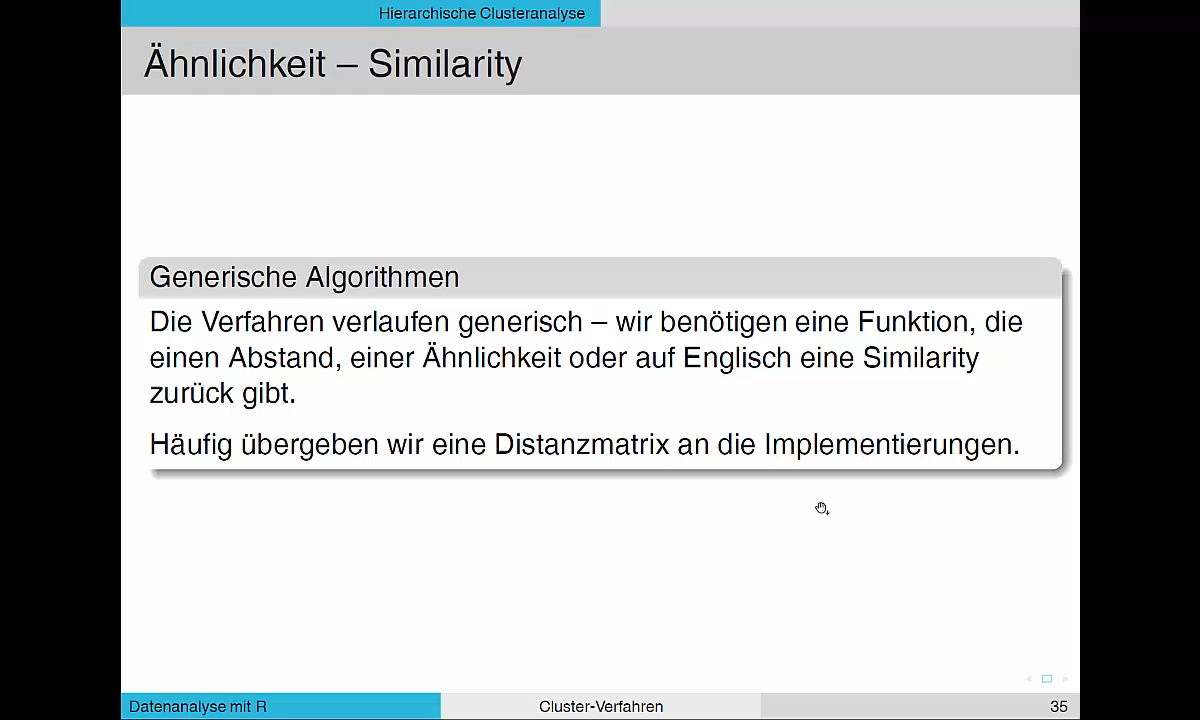 Hierarchische Clusteranalyse
Ähnlichkeit – Similarity
Generische Algorithmen
Die Verfahren verlaufen generisch – wir benötigen eine Funktion, die
einen Abstand, einer Ähnlichkeit oder auf Englisch eine Similarity
zurück gibt.
Häufig übergeben wir eine Distanzmatrix an die Implementierungen.
Datenanalyse mit R
Cluster-Verfahren
35